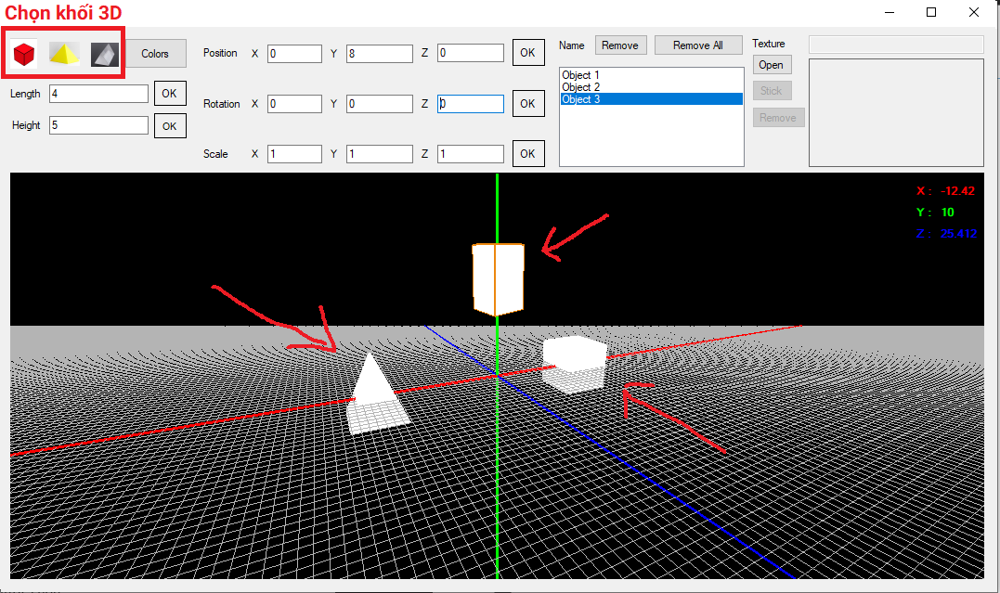 Chọn khối 3D
Colors
Position X 0 Y 8 Z 0 OK
Name Remove Remove All
Texture
Open
Length 4 OK
Object 1
Object 2
Object 3
Stick
Rotation X 0 Y 0 Z 0 OK
Height 5 OK
Remove
Scale X 1 Y 1 Z 1 OK
X : -12.42
Y : 10
Z : 25.412